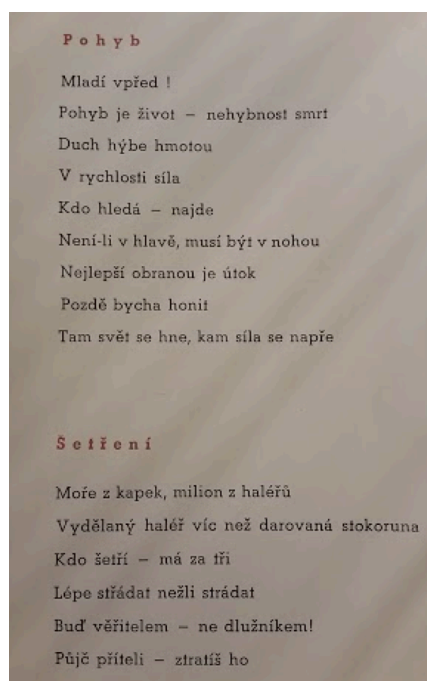 Pohyb
Mladí vpřed !
Pohyb je život – nehybnost smrt
Duch hýbe hmotou
V rychlosti síla
Kdo hledá – najde
Není-li v hlavě, musí být v nohou
Nejlepší obranou je útok
Pozdě bycha honit
Tam svět se hne, kam síla se napře
Šetření
Moře z kapek, milion z haléřů
Vydělaný haléř víc než darovaná stokoruna
Kdo šetří – má za tři
Lépe střádat nežli strádat
Buď věřitelem – ne dlužníkem!
Půjč příteli – ztratíš ho